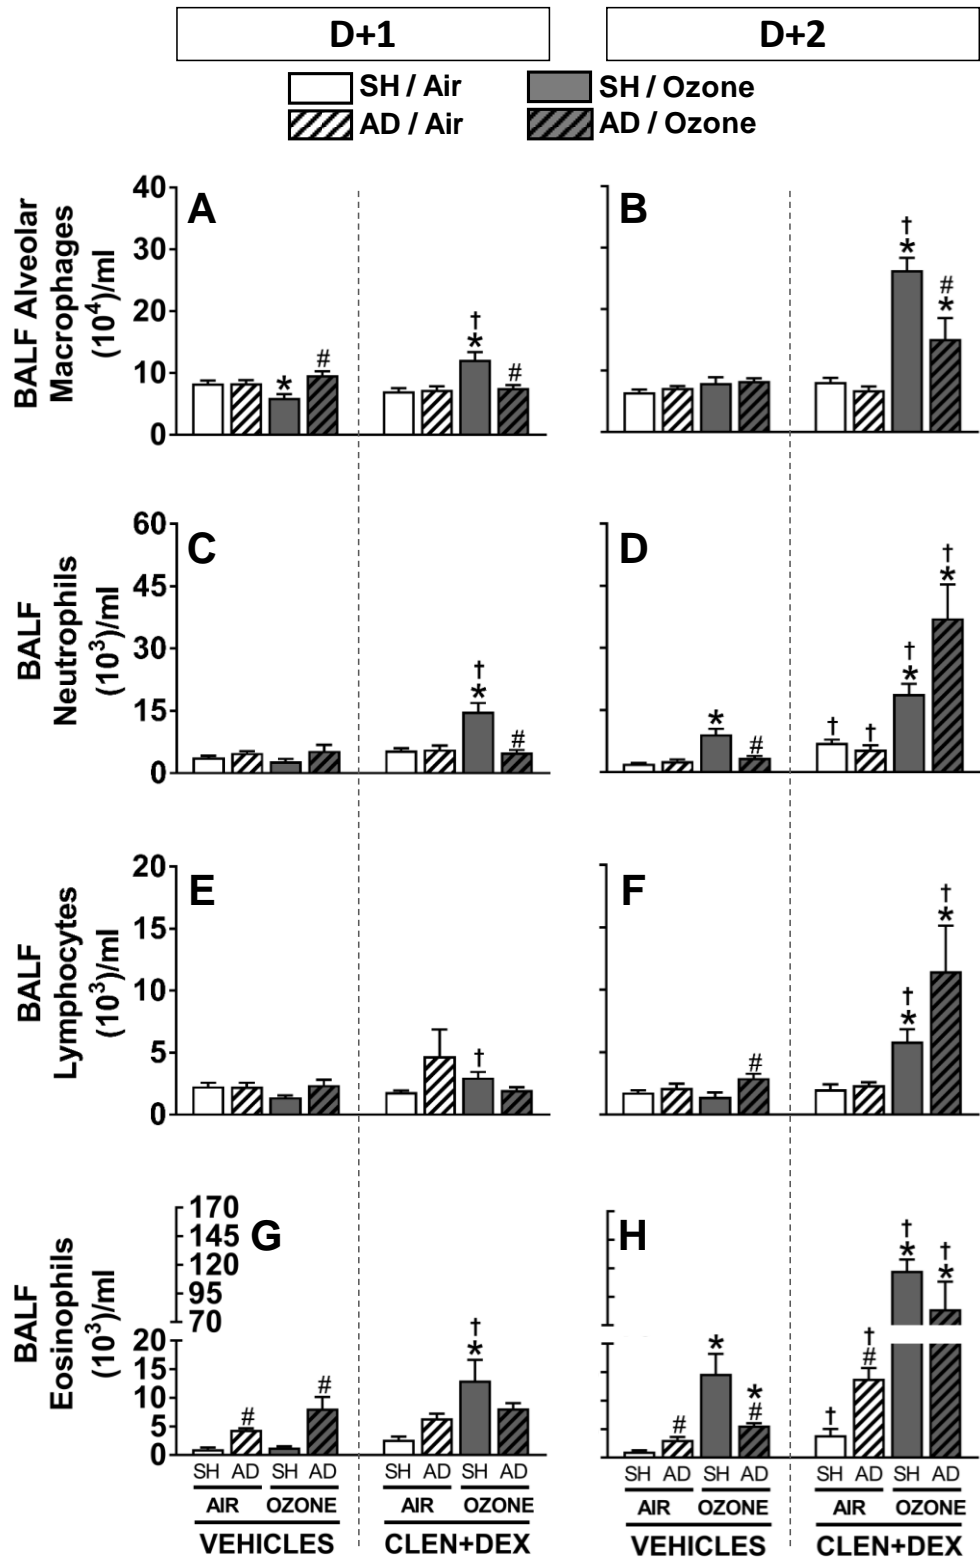 D+1 D+2
SH / Air SH / Ozone
AD / Air AD / Ozone
BALF Alveolar
Macrophages
(10⁴)/ml
40
30
20
10
0
A
*
#
†
*
#
B
†
*
#
*
BALF
Neutrophils
(10³)/ml
60
45
30
15
0
C
†
*
#
D
*
#
†
†
†
*
†
*
BALF
Lymphocytes
(10³)/ml
20
15
10
5
0
E
†
F
#
†
*
†
*
BALF
Eosinophils
(10³)/ml
170
145
120
95
70
20
15
10
5
0
G
#
#
†
*
H
#
*
*
#
†
†
#
†
*
†
*
SH AD SH AD SH AD SH AD SH AD SH AD SH AD SH AD
AIR OZONE AIR OZONE AIR OZONE AIR OZONE
VEHICLES CLEN+DEX VEHICLES CLEN+DEX